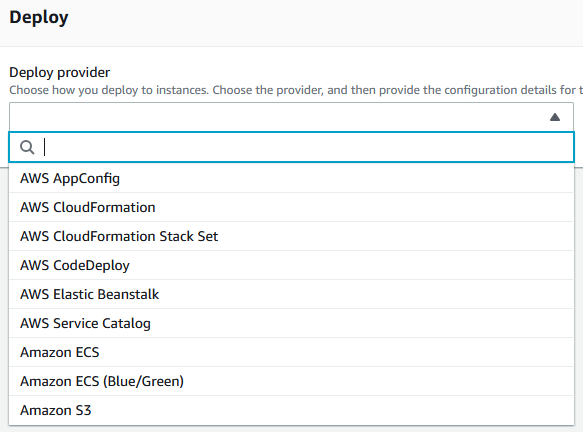 Deploy
Deploy provider
Choose how you deploy to instances. Choose the provider, and then provide the configuration details for
AWS AppConfig
AWS CloudFormation
AWS CloudFormation Stack Set
AWS CodeDeploy
AWS Elastic Beanstalk
AWS Service Catalog
Amazon ECS
Amazon ECS (Blue/Green)
Amazon S3